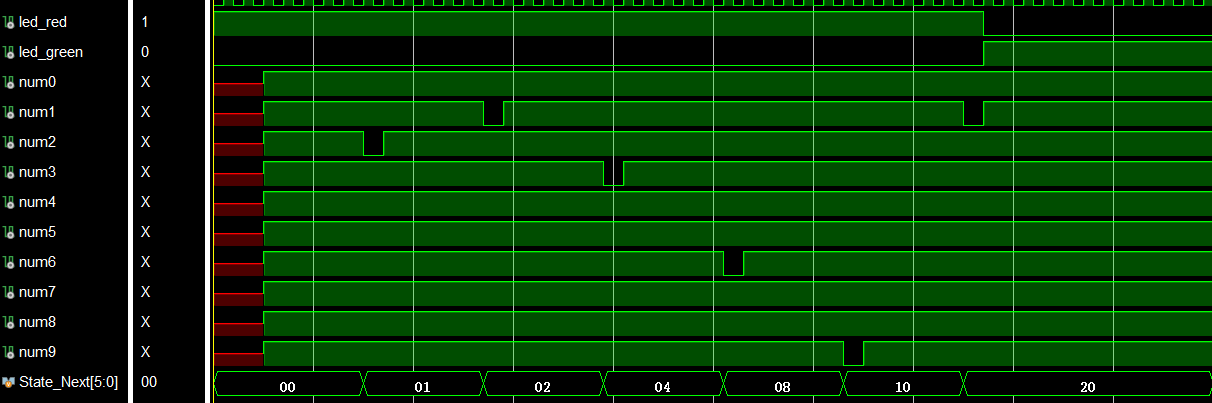 led_red 1
led_green 0
num0 X
num1 X
num2 X
num3 X
num4 X
num5 X
num6 X
num7 X
num8 X
num9 X
State_Next[5:0] 00 00 01 02 04 08 10 20